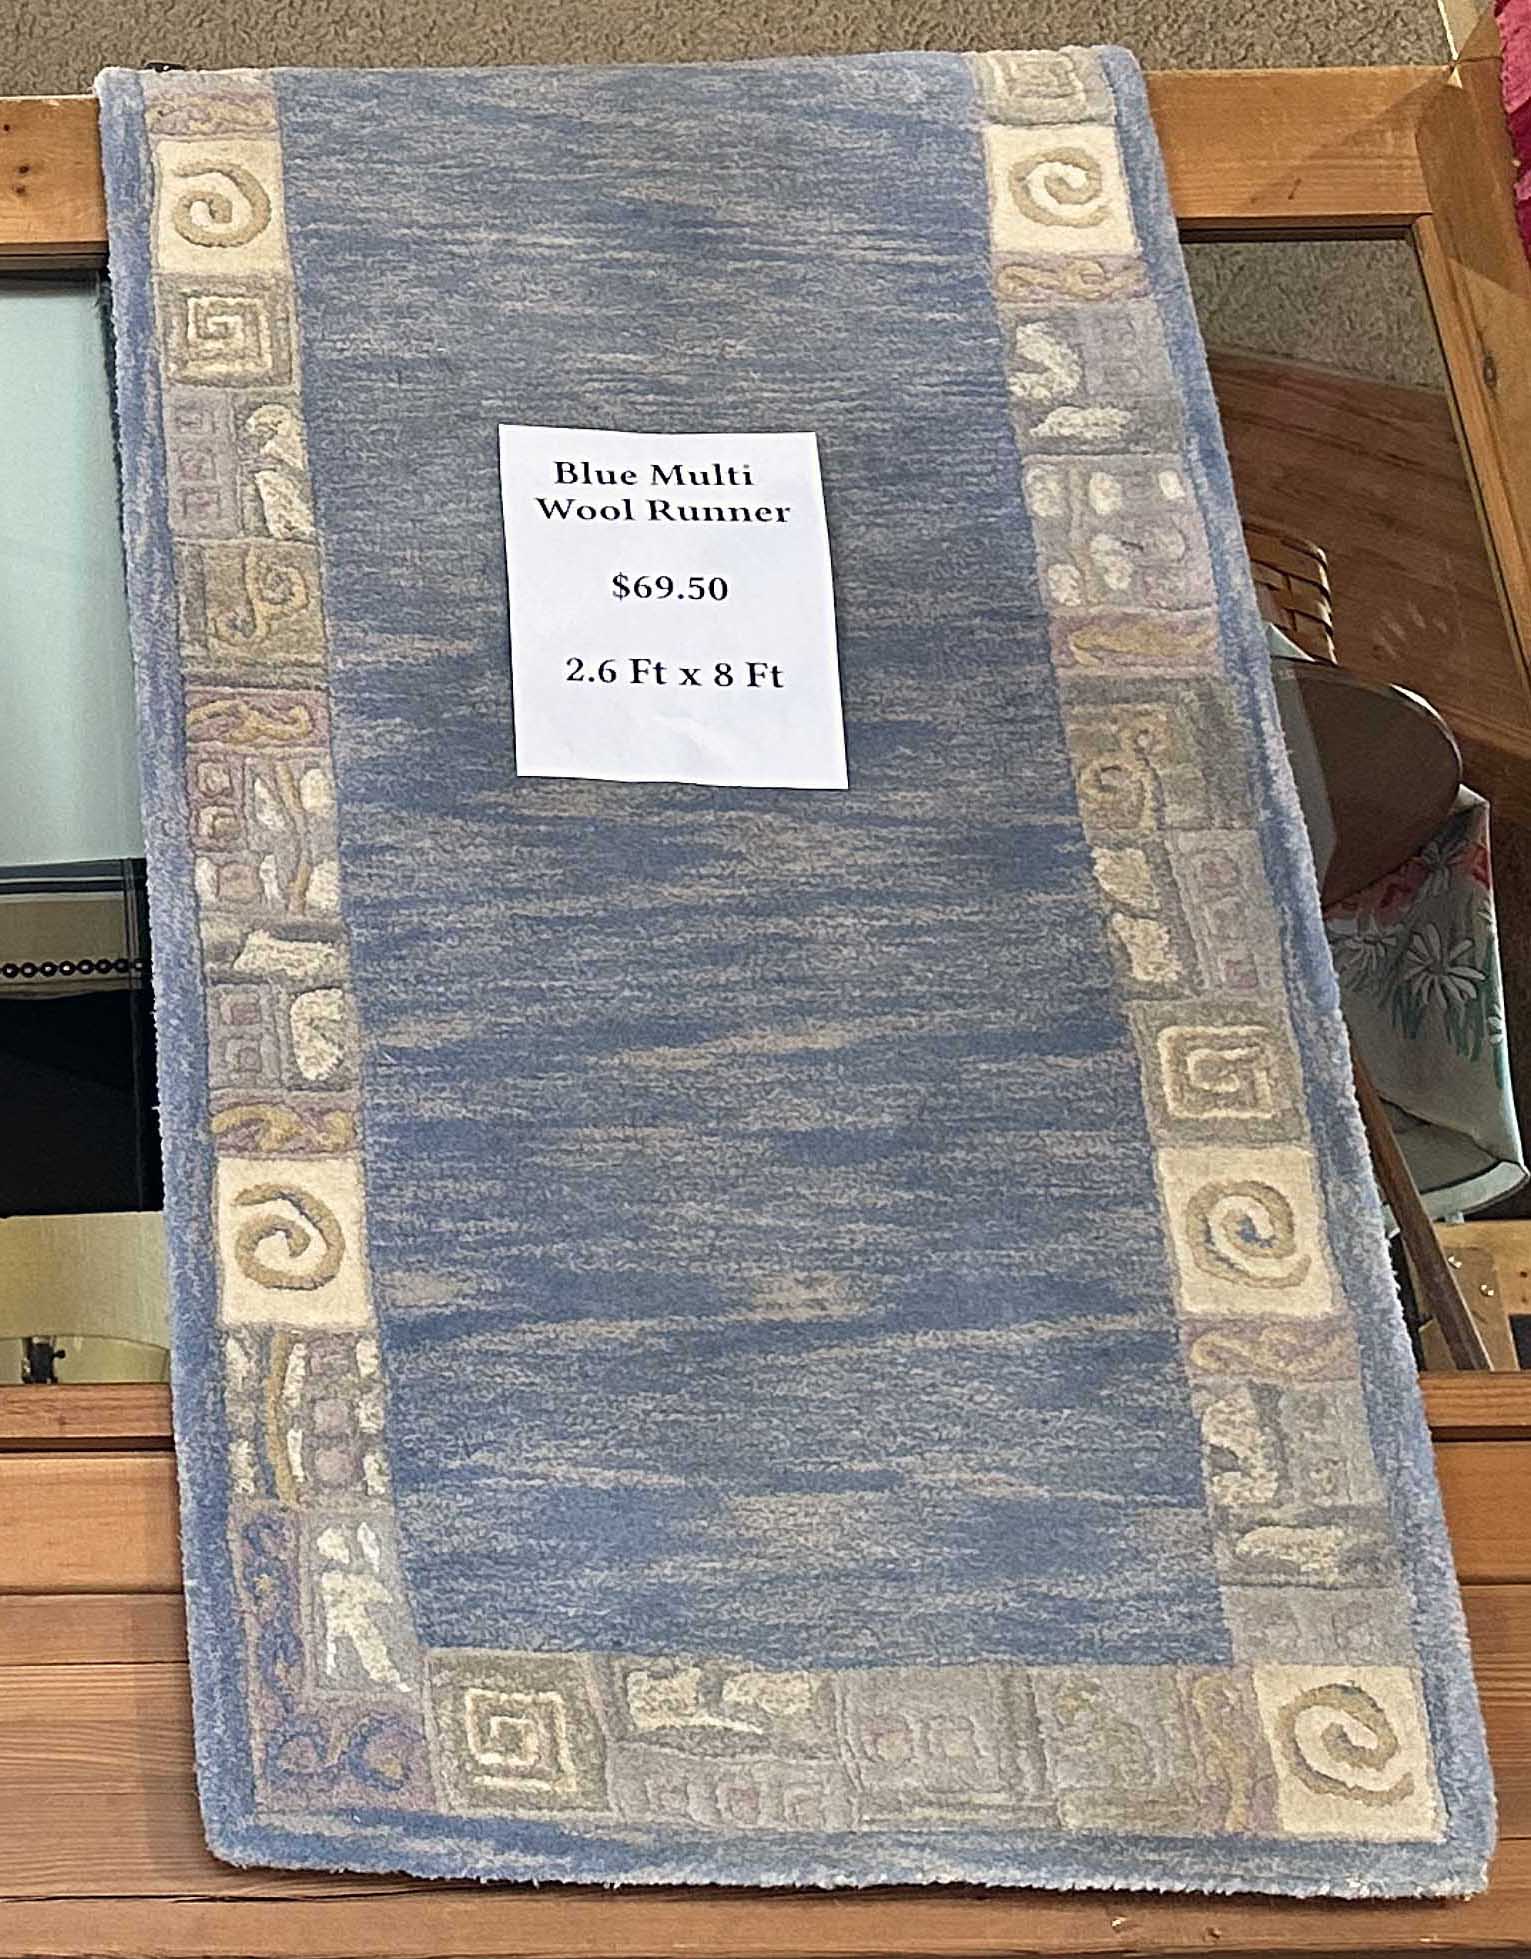 Blue Multi
Wool Runner
$69.50
2.6 Ft x 8 Ft